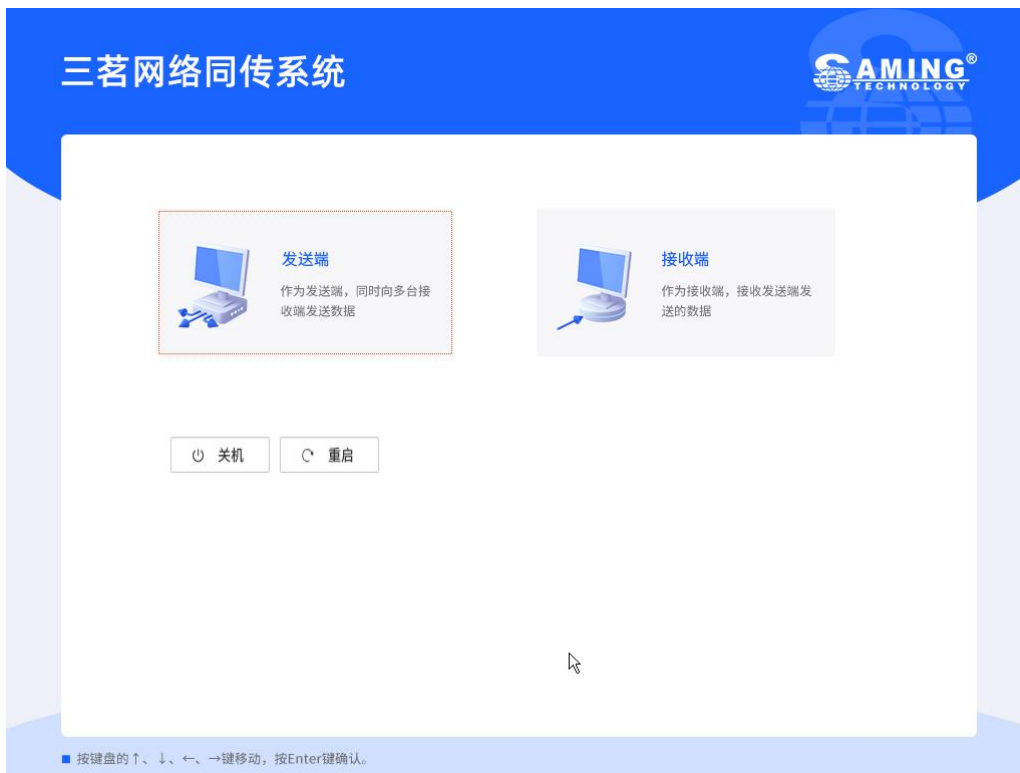 三茗网络同传系统
SAMING®
TECHNOLOGY
发送端
作为发送端，同时向多台接
收端发送数据
接收端
作为接收端，接收发送端发
送的数据
关机
重启
按键盘的↑、↓、←、→键移动，按Enter键确认。